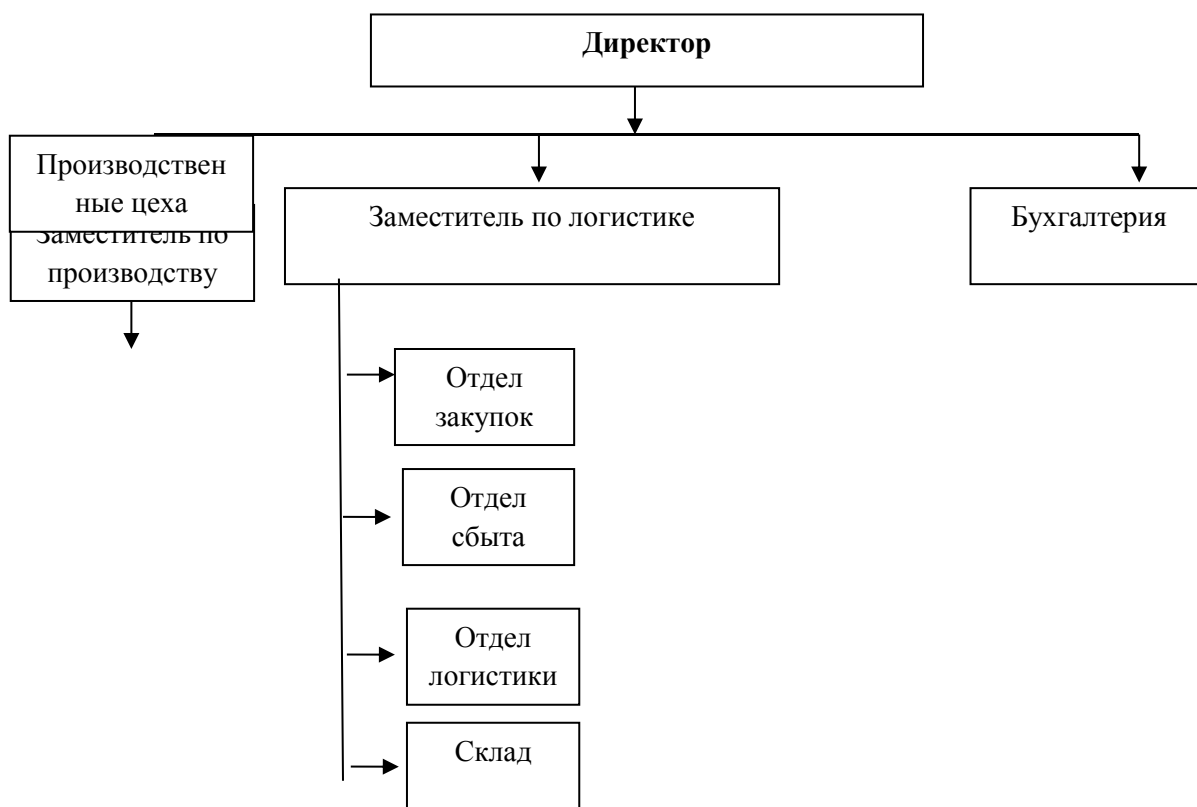 Директор
Производствен
ные цеха
Заместитель по
производству
Заместитель по логистике
Бухгалтерия
Отдел
закупок
Отдел
сбыта
Отдел
логистики
Склад